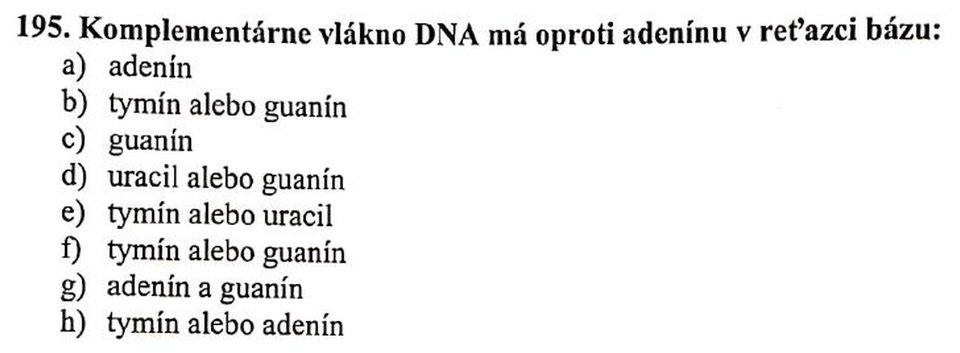 195. Komplementárne vlákno DNA má oproti adenínu v reťazci bázu:
a) adenín
b) tymín alebo guanín
c) guanín
d) uracil alebo guanín
e) tymín alebo uracil
f) tymín alebo guanín
g) adenín a guanín
h) tymín alebo adenín